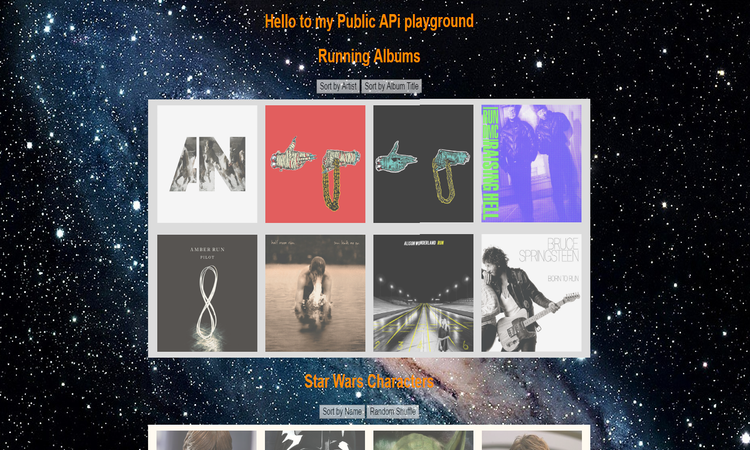 Hello to my Public APi playground
Running Albums
Sort by Artist Sort by Album Title
AN
RUN
RAISING HELL
AMBER RUN
PILOT
ALISON WONDERLAND RUN
BRUCE
SPRINGSTEEN
BORN TO RUN
Star Wars Characters
Sort by Name Random Shuffle